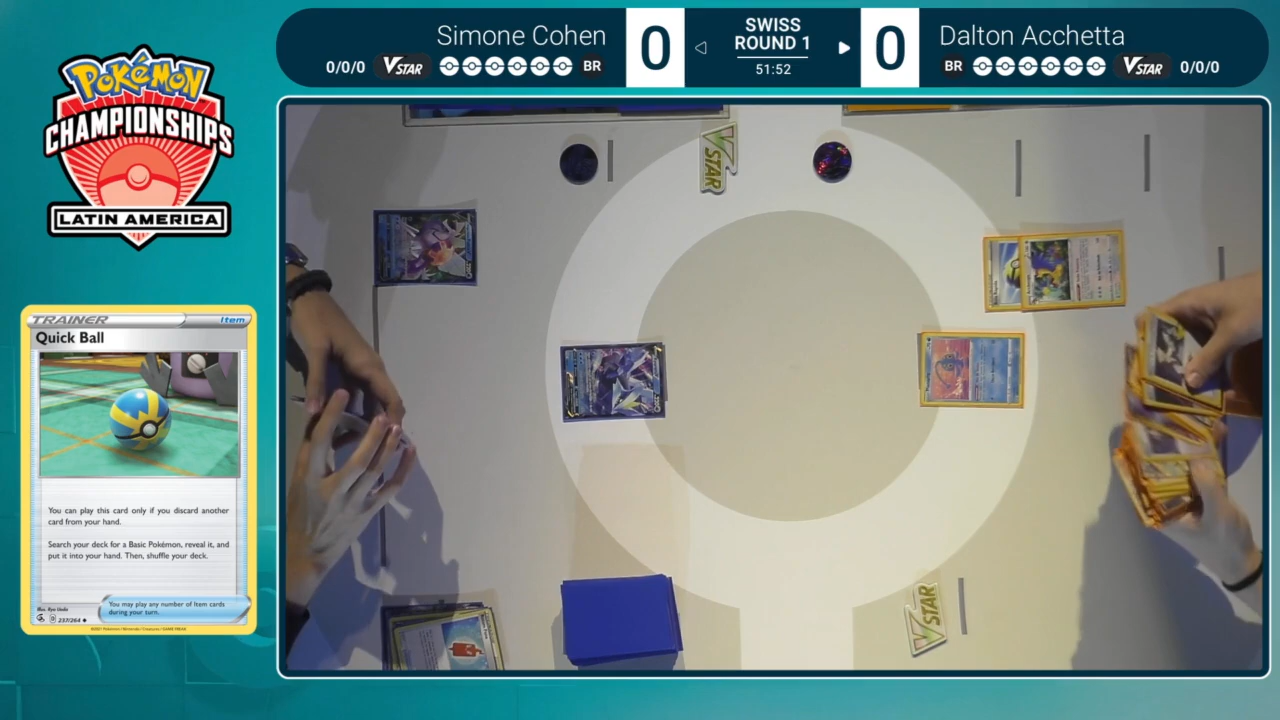 Pokémon
CHAMPIONSHIPS
LATIN AMERICA
Simone Cohen
0/0/0 VSTAR BR
0
SWISS
ROUND 1
51:52
0
Dalton Acchetta
BR VSTAR 0/0/0
TRAINER Item
Quick Ball
You can play this card only if you discard another
card from your hand.
Search your deck for a Basic Pokémon, reveal it, and
put it into your hand. Then, shuffle your deck.
You may play any number of Item cards
during your turn.
237/264
VSTAR
VSTAR